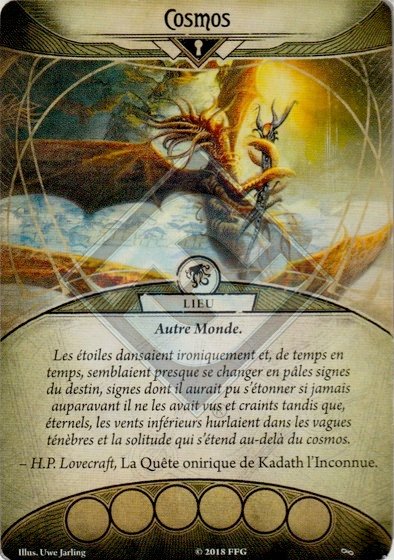 Cosmos
LIEU
Autre Monde.
Les étoiles dansaient ironiquement et, de temps en
temps, semblaient presque se changer en pâles signes
du destin, signes dont il aurait pu s'étonner si jamais
auparavant il ne les avait vus et craints tandis que,
éternels, les vents inférieurs hurlaient dans les vagues
ténèbres et la solitude qui s'étend au-delà du cosmos.
– H.P. Lovecraft, La Quête onirique de Kadath l'Inconnue.
Illus. Uwe Jarling © 2018 FFG